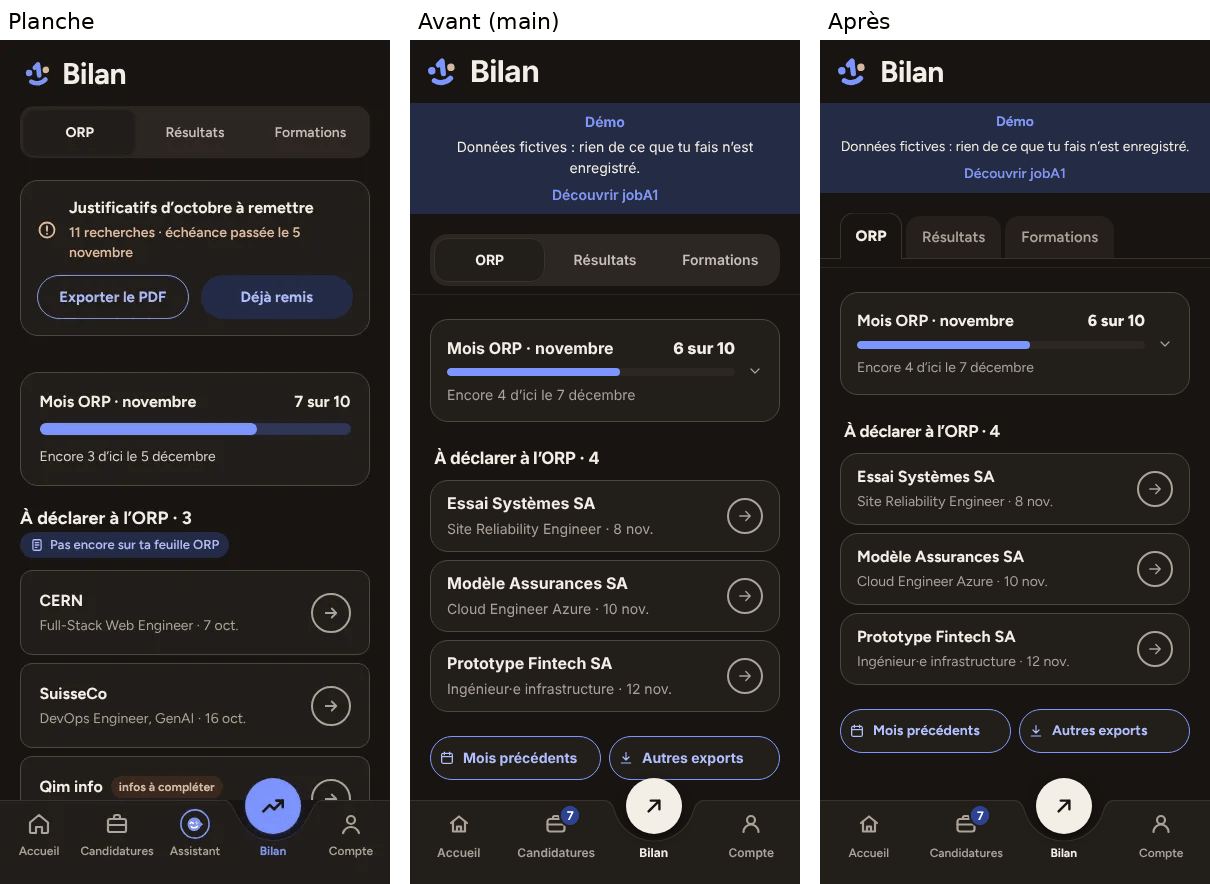 Planche
Bilan
ORP
Résultats
Formations
Justificatifs d’octobre à remettre
11 recherches · échéance passée le 5
novembre
Exporter le PDF
Déjà remis
Mois ORP · novembre
7 sur 10
Encore 3 d’ici le 5 décembre
À déclarer à l’ORP · 3
Pas encore sur ta feuille ORP
CERN
Full-Stack Web Engineer · 7 oct.
SuisseCo
DevOps Engineer, GenAI · 16 oct.
Qim info
infos à compléter
Accueil
Candidatures
Assistant
Bilan
Compte
Avant (main)
Bilan
Démo
Données fictives : rien de ce que tu fais n’est
enregistré.
Découvrir jobA1
ORP
Résultats
Formations
Mois ORP · novembre
6 sur 10
Encore 4 d’ici le 7 décembre
À déclarer à l’ORP · 4
Essai Systèmes SA
Site Reliability Engineer · 8 nov.
Modèle Assurances SA
Cloud Engineer Azure · 10 nov.
Prototype Fintech SA
Ingénieur·e infrastructure · 12 nov.
Mois précédents
Autres exports
Accueil
7
Candidatures
Bilan
Compte
Après
Bilan
Démo
Données fictives : rien de ce que tu fais n’est enregistré.
Découvrir jobA1
ORP
Résultats
Formations
Mois ORP · novembre
6 sur 10
Encore 4 d’ici le 7 décembre
À déclarer à l’ORP · 4
Essai Systèmes SA
Site Reliability Engineer · 8 nov.
Modèle Assurances SA
Cloud Engineer Azure · 10 nov.
Prototype Fintech SA
Ingénieur·e infrastructure · 12 nov.
Mois précédents
Autres exports
Accueil
7
Candidatures
Bilan
Compte